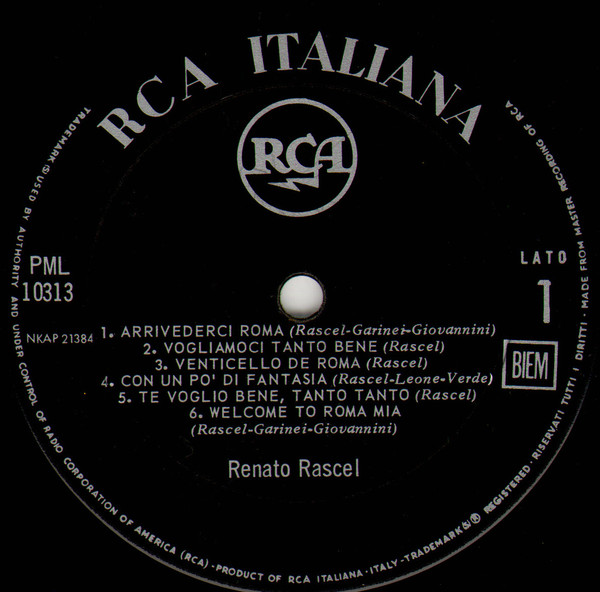 RCA ITALIANA
RCA
PML
10313
LATO
1
NKAP 21384
1. ARRIVEDERCI ROMA (Rascel-Garinei-Giovannini)
2. VOGLIAMOCI TANTO BENE (Rascel)
3. VENTICELLO DE ROMA (Rascel)
4. CON UN PO' DI FANTASIA (Rascel-Leone-Verde)
5. TE VOGLIO BENE, TANTO TANTO (Rascel)
6. WELCOME TO ROMA MIA
(Rascel-Garinei-Giovannini)
BIEM
Renato Rascel
TRADEMARK(S) USED BY AUTHORITY AND UNDER CONTROL OF RADIO CORPORATION OF AMERICA (RCA) · PRODUCT OF RCA ITALIANA · ITALY - TRADEMK(S) ® REGISTERED · RISERVATI TUTTI I DIRITTI · MADE FROM MASTER RECORDING OF RCA